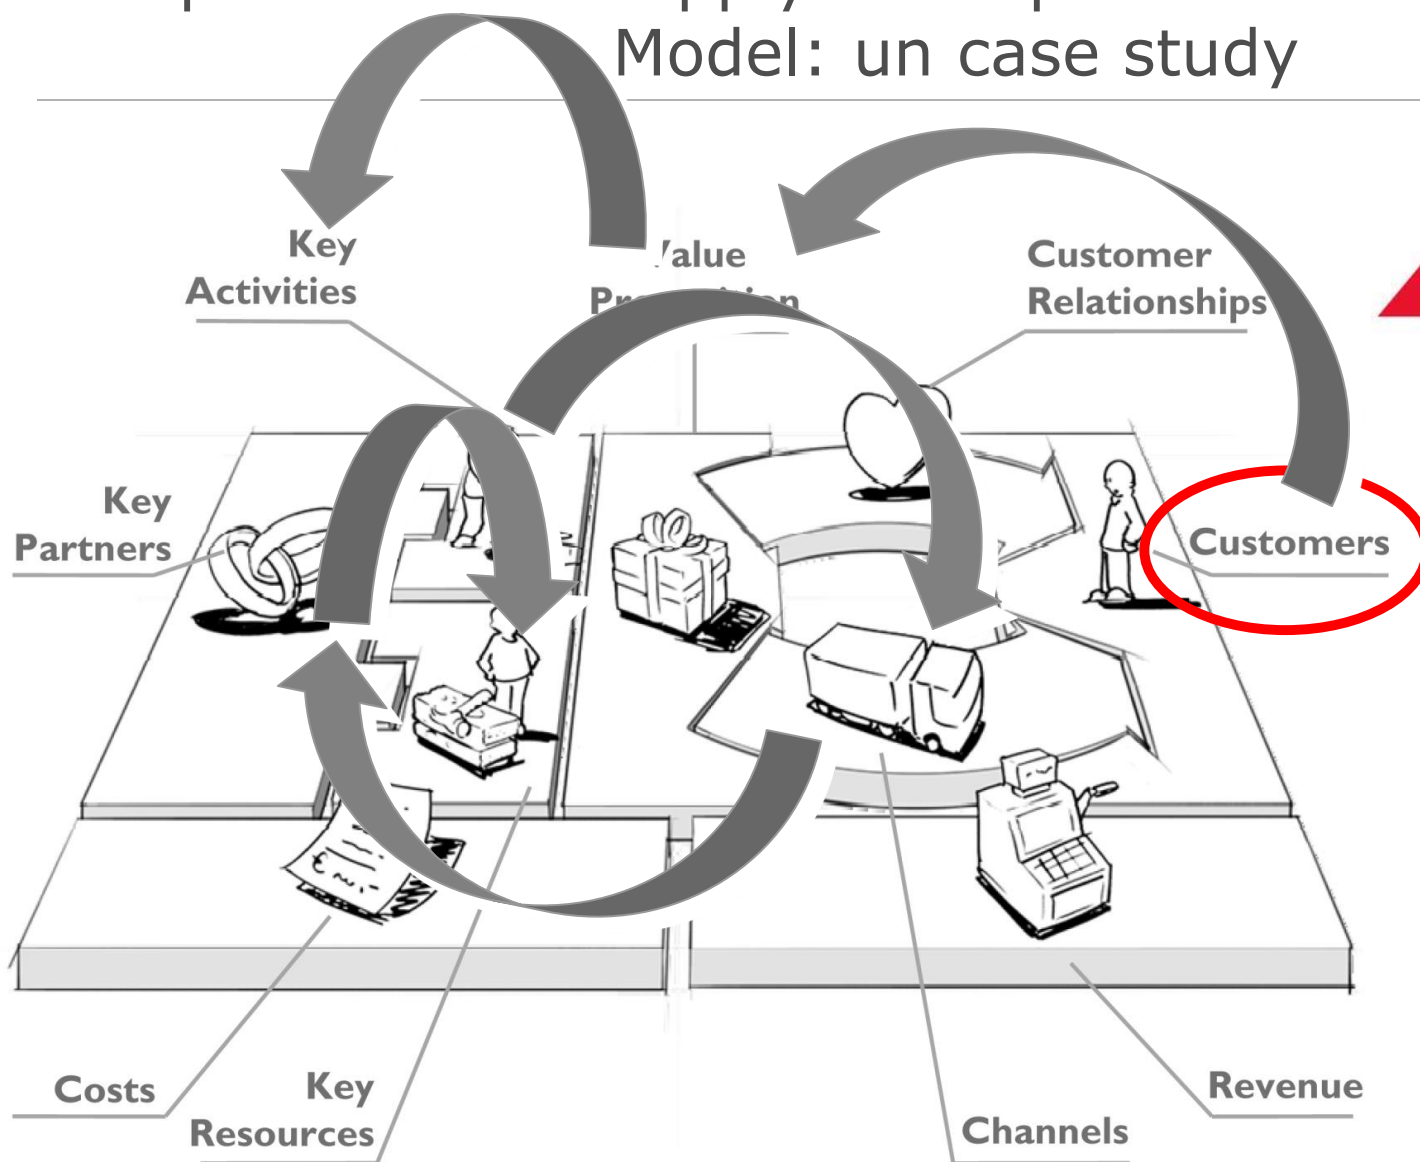 Model: un case study
Key
Activities
Customer
Relationships
Key
Partners
Customers
Costs
Key
Resources
Channels
Revenue